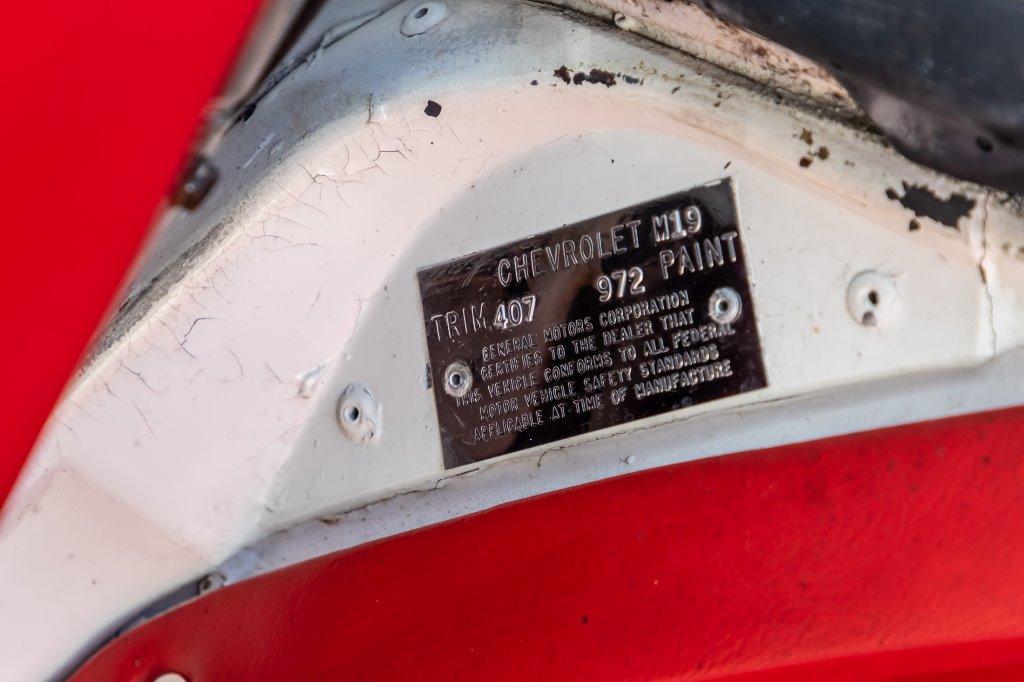 CHEVROLET M19
TRIM 407 972 PAINT
GENERAL MOTORS CORPORATION
CERTIFIES TO THE DEALER THAT
THIS VEHICLE CONFORMS TO ALL FEDERAL
MOTOR VEHICLE SAFETY STANDARDS
APPLICABLE AT TIME OF MANUFACTURE